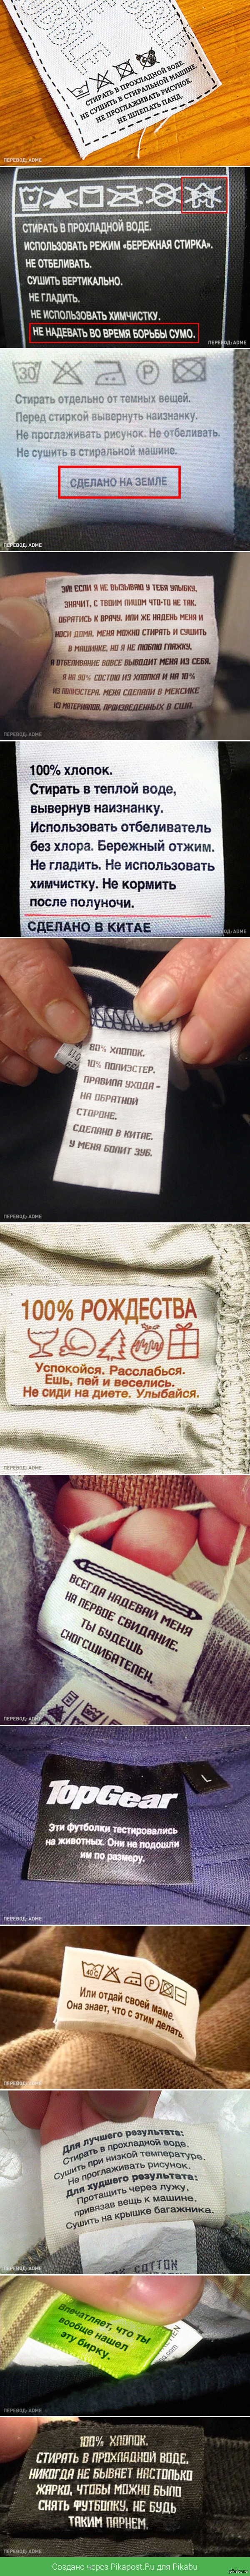 СТИРАТЬ В ПРОХЛАДНОЙ ВОДЕ.
НЕ СУШИТЬ В СТИРАЛЬНОЙ МАШИНЕ.
НЕ ПРОГЛАЖИВАТЬ РИСУНОК.
НЕ ШЛЕПАТЬ ПАНД.
ПЕРЕВОД: ADME
СТИРАТЬ В ПРОХЛАДНОЙ ВОДЕ.
ИСПОЛЬЗОВАТЬ РЕЖИМ «БЕРЕЖНАЯ СТИРКА».
НЕ ОТБЕЛИВАТЬ.
СУШИТЬ ВЕРТИКАЛЬНО.
НЕ ГЛАДИТЬ.
НЕ ИСПОЛЬЗОВАТЬ ХИМЧИСТКУ.
НЕ НАДЕВАТЬ ВО ВРЕМЯ БОРЬБЫ СУМО.
ПЕРЕВОД: ADME
30 P
Стирать отдельно от темных вещей.
Перед стиркой вывернуть наизнанку.
Не проглаживать рисунок. Не отбеливать.
Не сушить в стиральной машине.
СДЕЛАНО НА ЗЕМЛЕ
ПЕРЕВОД: ADME
ЭЙ! ЕСЛИ Я НЕ ВЫЗЫВАЮ У ТЕБЯ УЛЫБКУ,
ЗНАЧИТ, С ТВОИМ ЛИЦОМ ЧТО-ТО НЕ ТАК.
ОБРАТИСЬ К ВРАЧУ. ИЛИ ЖЕ НАДЕНЬ МЕНЯ И
НОСИ ДОМА. МЕНЯ МОЖНО СТИРАТЬ И СУШИТЬ
В МАШИНКЕ, НО Я НЕ ЛЮБЛЮ ГЛАЖКУ,
А ОТБЕЛИВАНИЕ ВОВСЕ ВЫВОДИТ МЕНЯ ИЗ СЕБЯ.
Я НА 90% СОСТОЮ ИЗ ХЛОПКА И НА 10%
ИЗ ПОЛИЭСТЕРА. МЕНЯ СДЕЛАЛИ В МЕКСИКЕ
ИЗ МАТЕРИАЛОВ, ПРОИЗВЕДЕННЫХ В США.
ПЕРЕВОД: ADME
100% хлопок.
Стирать в теплой воде,
вывернув наизнанку.
Использовать отбеливатель
без хлора. Бережный отжим.
Не гладить. Не использовать
химчистку. Не кормить
после полуночи.
СДЕЛАНО В КИТАЕ
ПЕРЕВОД: ADME
80% ХЛОПОК.
10% ПОЛИЭСТЕР.
ПРАВИЛА УХОДА -
НА ОБРАТНОЙ
СТОРОНЕ.
СДЕЛАНО В КИТАЕ.
У МЕНЯ БОЛИТ ЗУБ.
ПЕРЕВОД: ADME
100% РОЖДЕСТВА
Успокойся. Расслабься.
Ешь, пей и веселись.
Не сиди на диете. Улыбайся.
ПЕРЕВОД: ADME
ВСЕГДА НАДЕВАЙ МЕНЯ
НА ПЕРВОЕ СВИДАНИЕ.
ТЫ БУДЕШЬ
СНОГСШИБАТЕЛЕН.
ПЕРЕВОД: ADME
TopGear
L
Эти футболки тестировались
на животных. Они не подошли
им по размеру.
ПЕРЕВОД: ADME
Или отдай своей маме.
Она знает, что с этим делать.
ПЕРЕВОД: ADME
Для лучшего результата:
Стирать в прохладной воде.
Сушить при низкой температуре.
Не проглаживать рисунок.
Для худшего результата:
Протащить через лужу,
привязав вещь к машине.
Сушить на крышке багажника.
COTTON
ПЕРЕВОД: ADME
Впечатляет, что ты
вообще нашел
эту бирку.
ПЕРЕВОД: ADME
100% ХЛОПОК.
СТИРАТЬ В ПРОХЛАДНОЙ ВОДЕ.
НИКОГДА НЕ БЫВАЕТ НАСТОЛЬКО
ЖАРКО, ЧТОБЫ МОЖНО БЫЛО
СНЯТЬ ФУТБОЛКУ. НЕ БУДЬ
ТАКИМ ПАРНЕМ.
ПЕРЕВОД: ADME
Создано через Pikapost.Ru для Pikabu